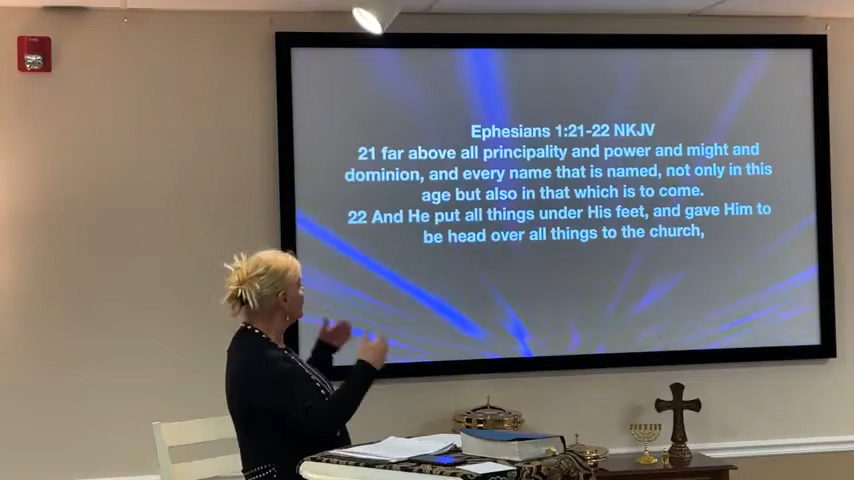 Ephesians 1:21-22 NKJV
21 far above all principality and power and might and
dominion, and every name that is named, not only in this
age but also in that which is to come.
22 And He put all things under His feet, and gave Him to
be head over all things to the church,